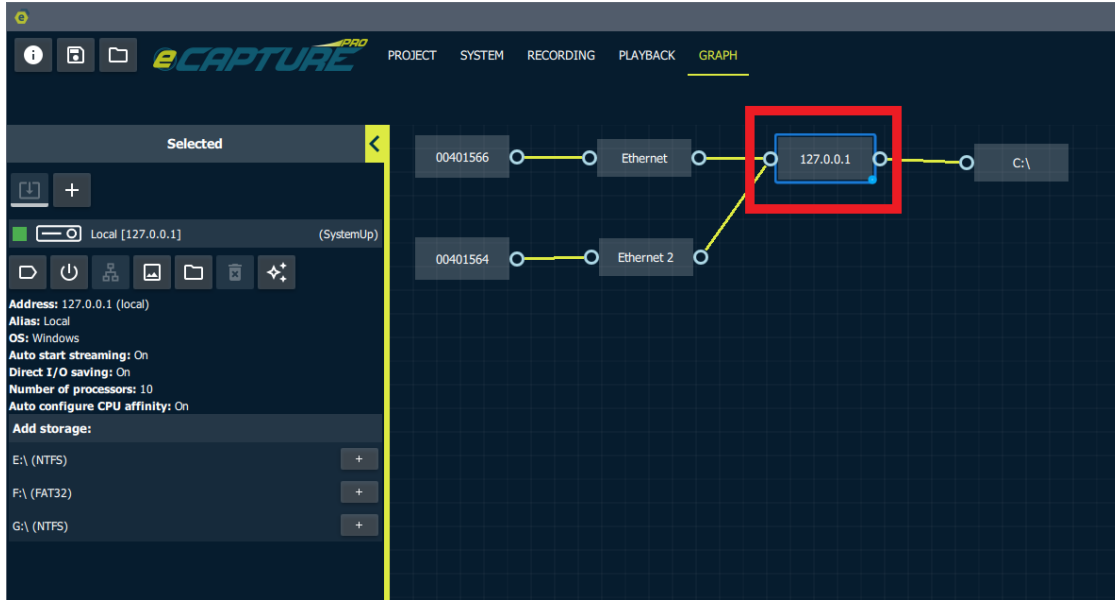 e
eCAPTURE PRO
PROJECT SYSTEM RECORDING PLAYBACK GRAPH
Selected
00401566 Ethernet 127.0.0.1 C:\
Local [127.0.0.1] (SystemUp)
00401564 Ethernet 2
Address: 127.0.0.1 (local)
Alias: Local
OS: Windows
Auto start streaming: On
Direct I/O saving: On
Number of processors: 10
Auto configure CPU affinity: On
Add storage:
E:\ (NTFS) +
F:\ (FAT32) +
G:\ (NTFS) +